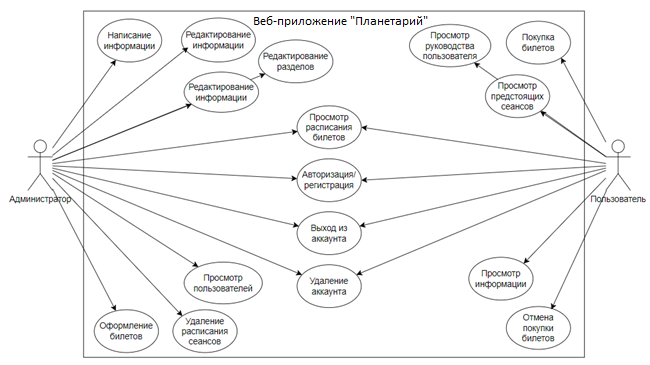 Веб-приложение "Планетарий"
Написание
информации
Редактирование
информации
Редактирование
разделов
Редактирование
информации
Просмотр
руководства
пользователя
Покупка
билетов
Просмотр
предстоящих
сеансов
Просмотр
расписания
билетов
Авторизация/
регистрация
Выход из
аккаунта
Удаление
аккаунта
Администратор
Пользователь
Просмотр
пользователей
Просмотр
информации
Оформление
билетов
Удаление
расписания
сеансов
Отмена
покупки
билетов